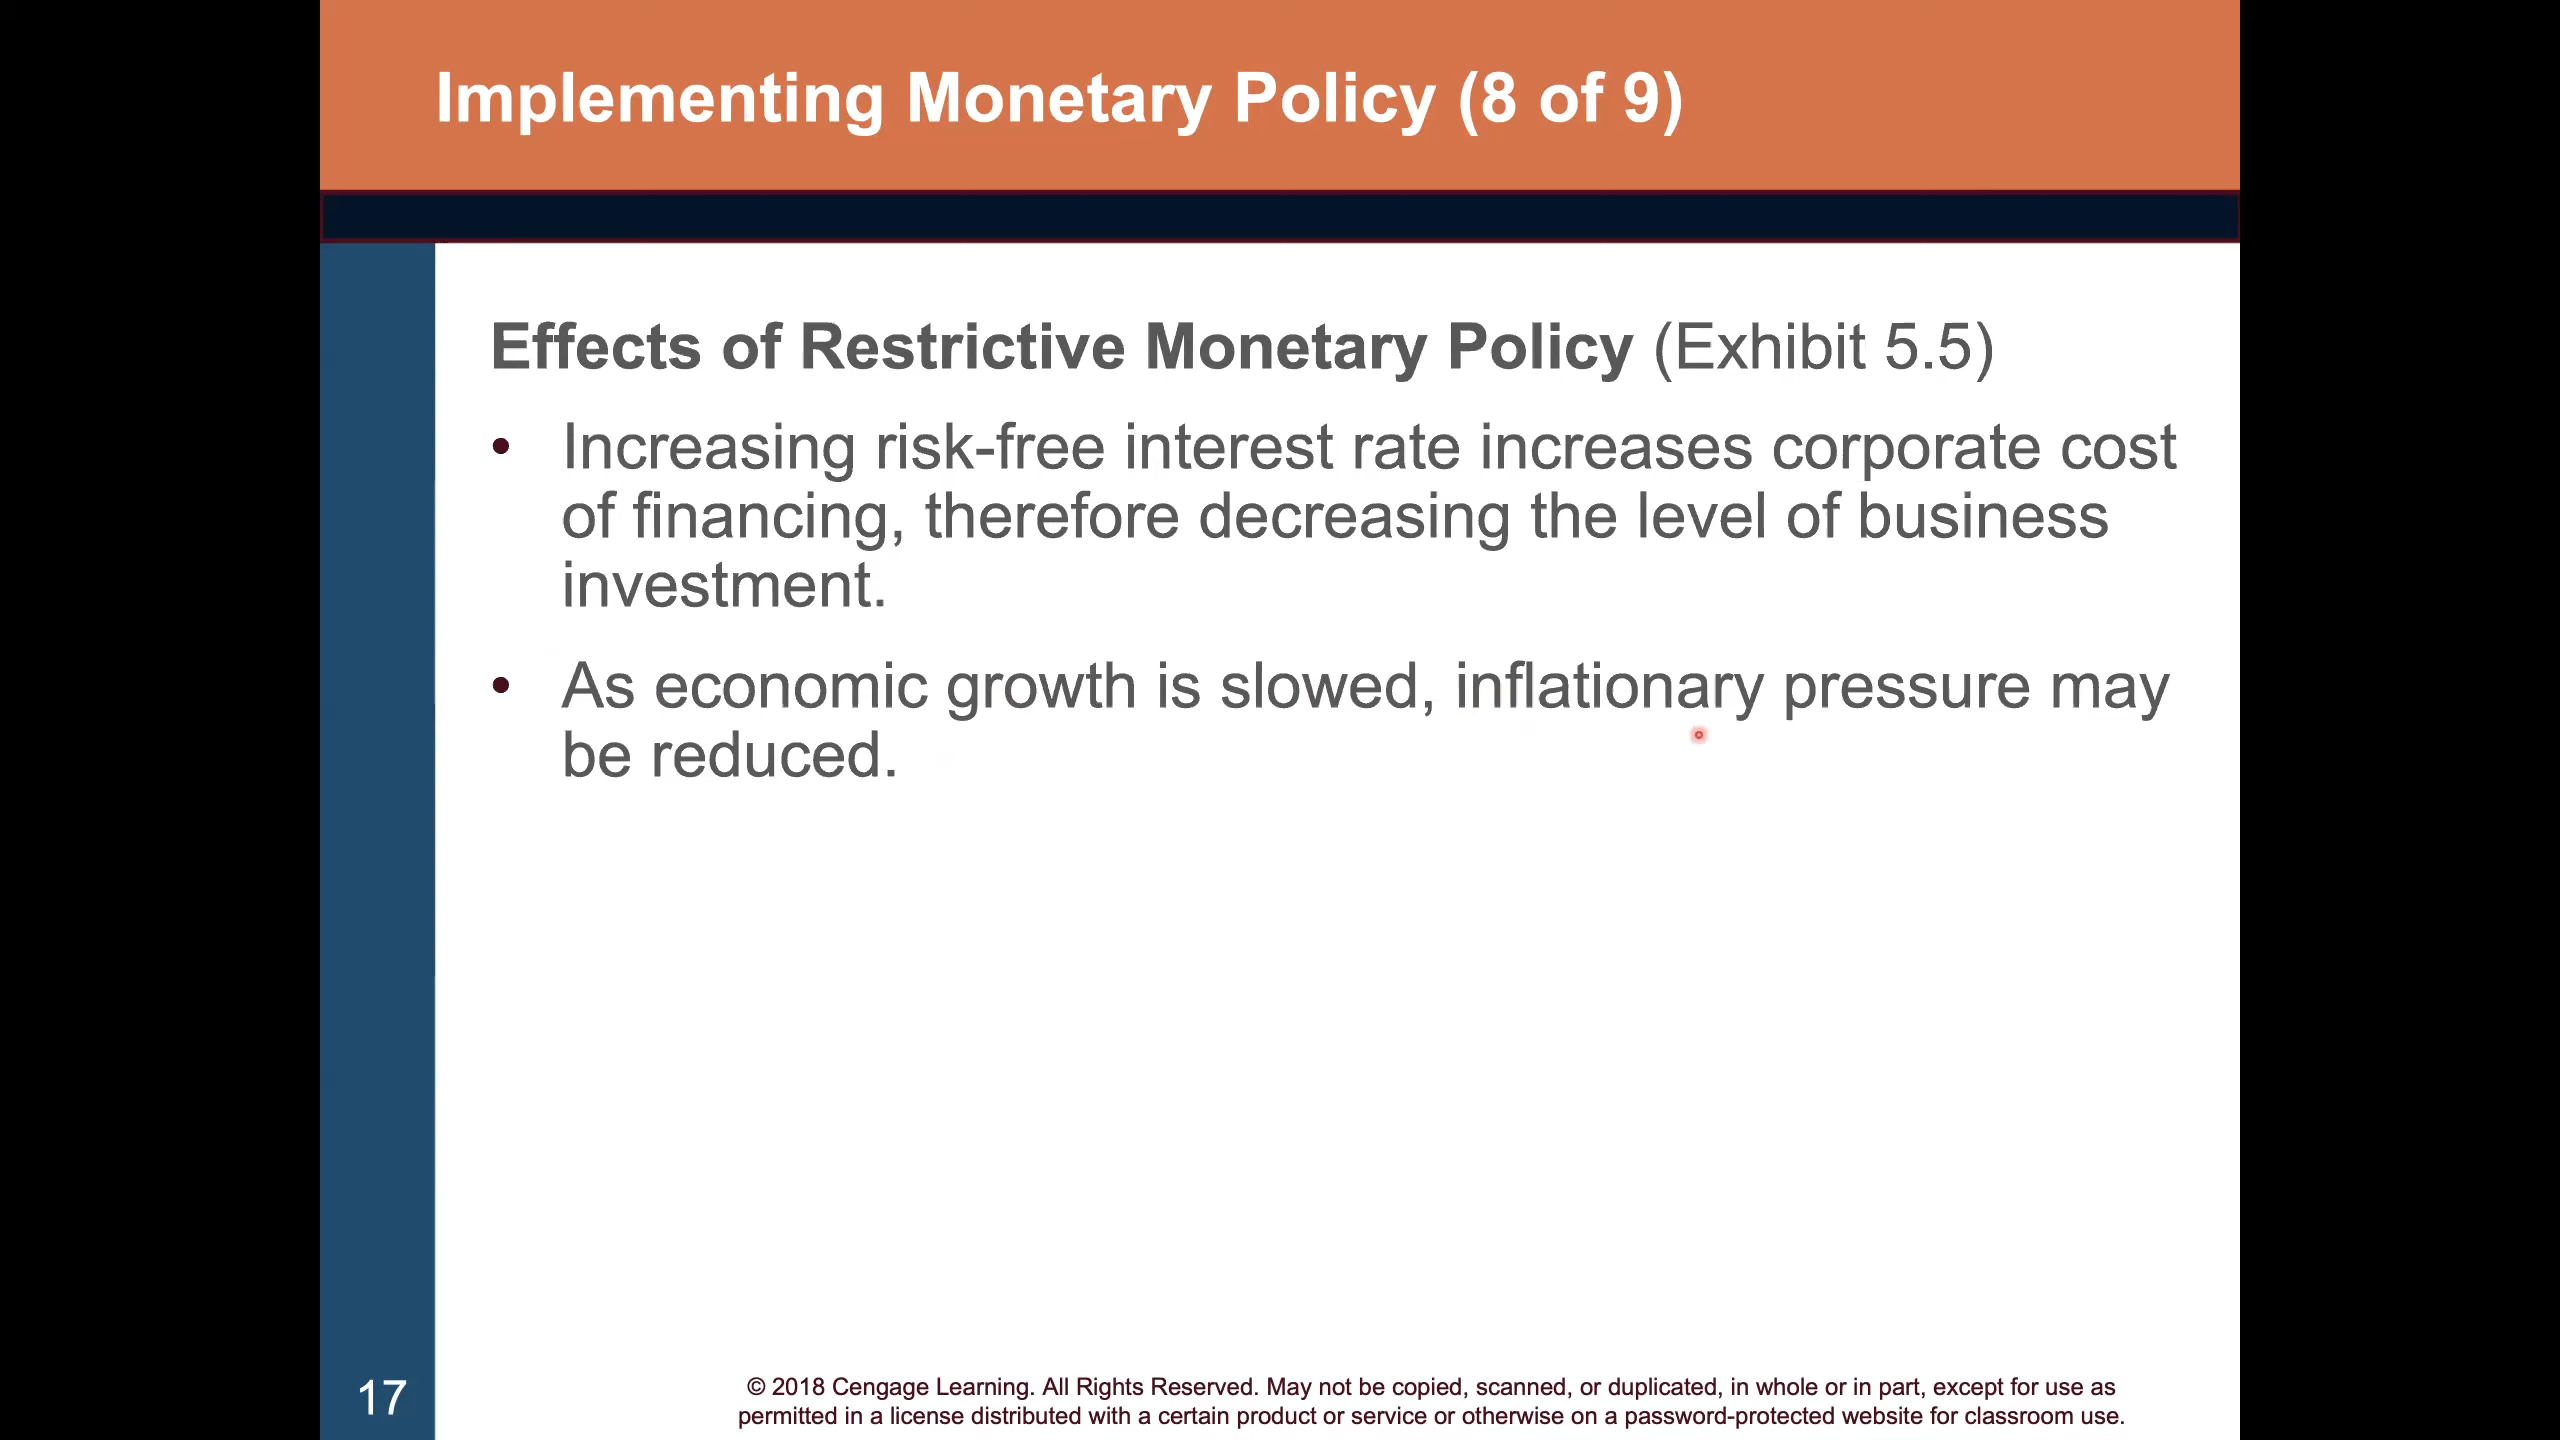 Implementing Monetary Policy (8 of 9)
Effects of Restrictive Monetary Policy (Exhibit 5.5)
• Increasing risk-free interest rate increases corporate cost
of financing, therefore decreasing the level of business
investment.
• As economic growth is slowed, inflationary pressure may
be reduced.
17
© 2018 Cengage Learning. All Rights Reserved. May not be copied, scanned, or duplicated, in whole or in part, except for use as
permitted in a license distributed with a certain product or service or otherwise on a password-protected website for classroom use.